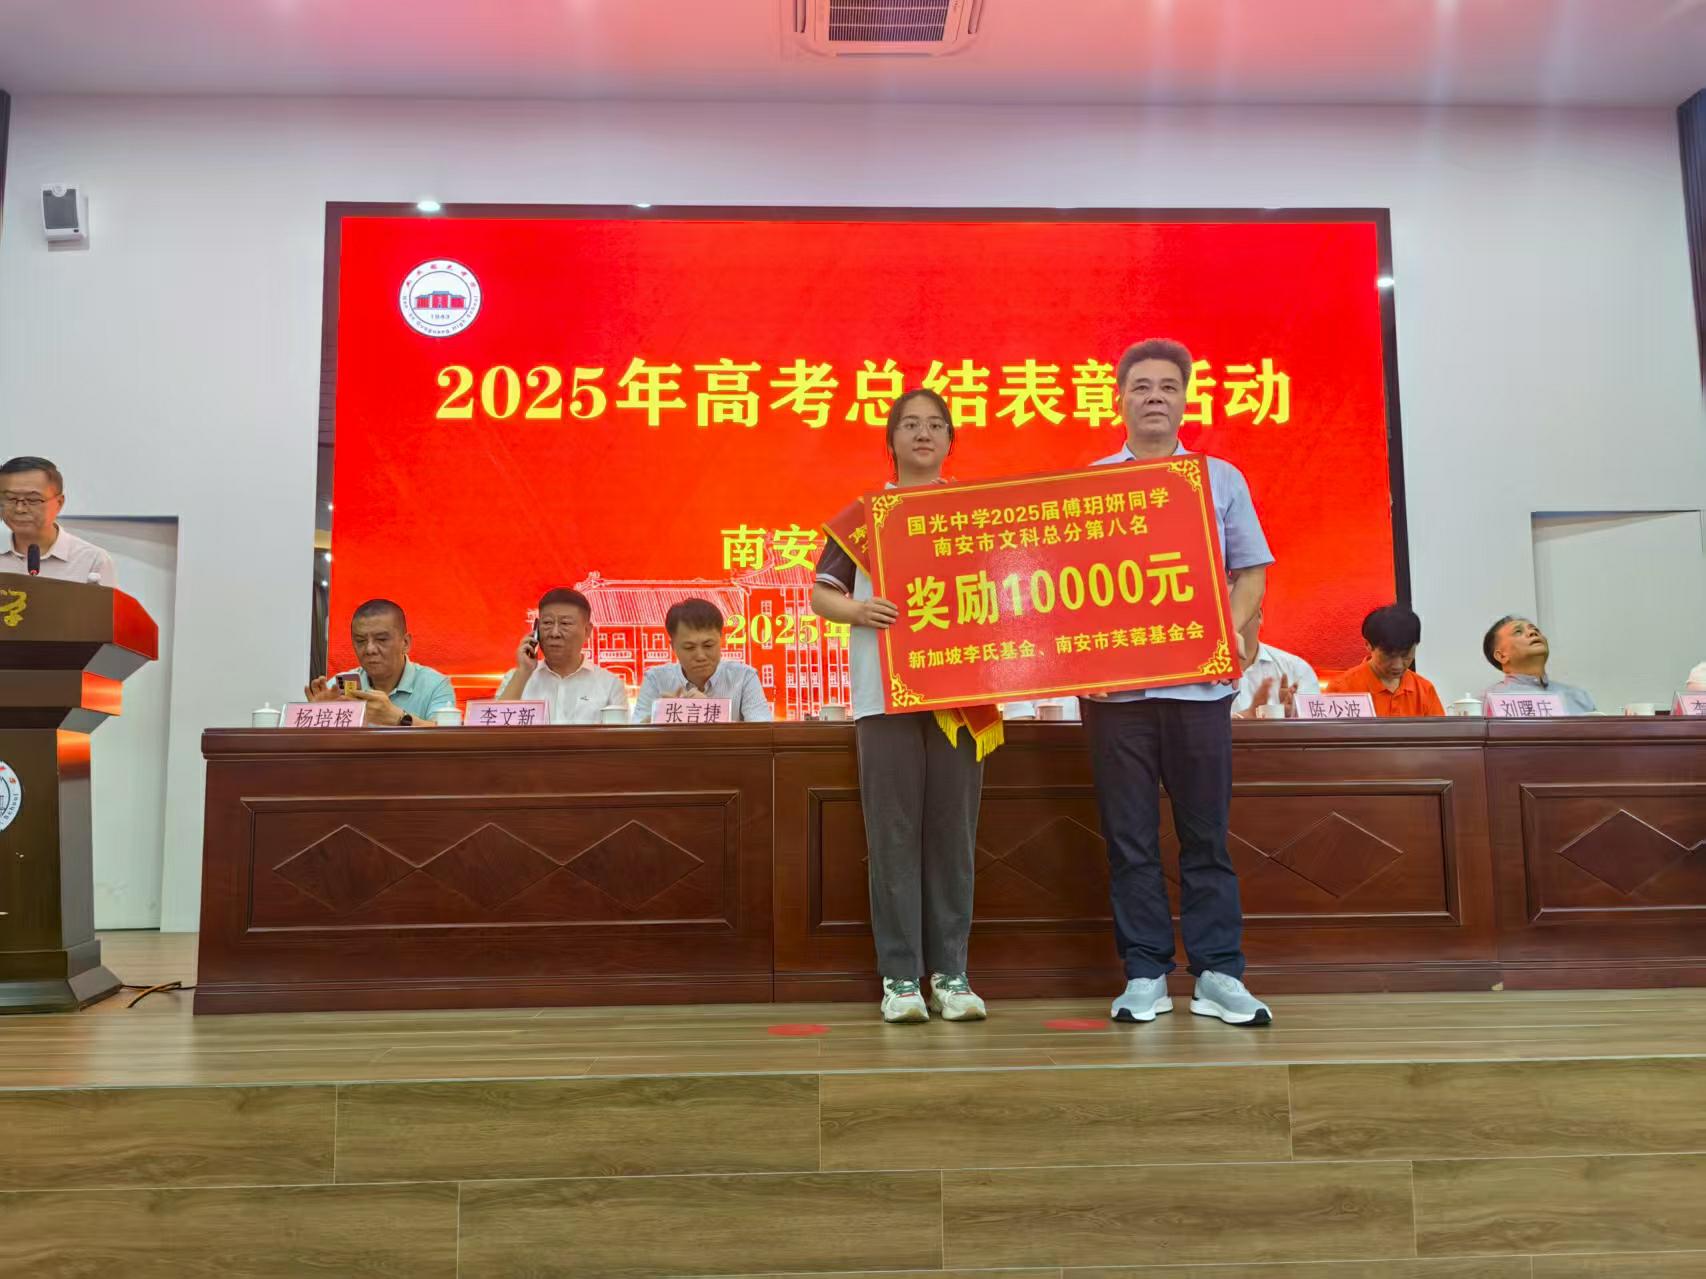 1943
2025年高考总结表彰活动
南安
2025年
国光中学2025届傅玥妍同学
南安市文科总分第八名
奖励10000元
新加坡李氏基金、南安市芙蓉基金会
杨培榕
李文新
张言捷
陈少波
刘曙庆
李
School